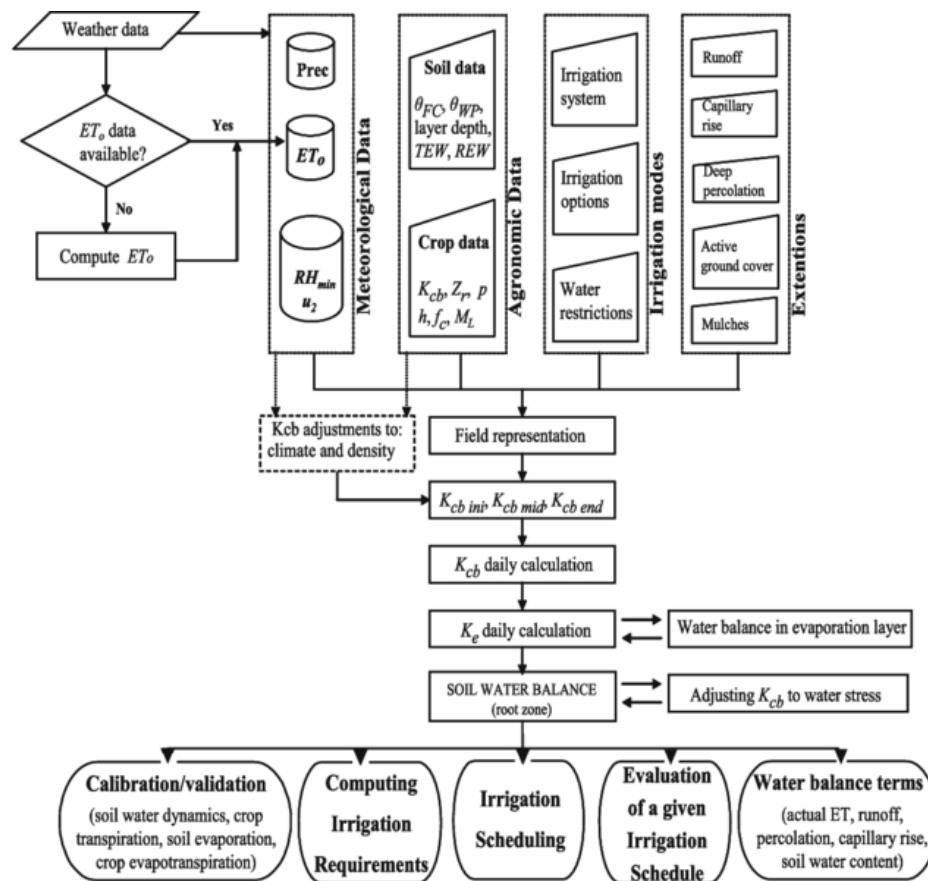 Weather data
ET₀ data
available?
Yes
No
Compute ET₀
Prec
ET₀
RHmin
u₂
Meteorological Data
Soil data
θFC, θWP,
layer depth,
TEW, REW
Crop data
Kcb, Zr, p
h, fc, ML
Agronomic Data
Irrigation
system
Irrigation
options
Water
restrictions
Irrigation modes
Runoff
Capillary
rise
Deep
percolation
Active
ground cover
Mulches
Extentions
Kcb adjustments to:
climate and density
Field representation
Kcb ini, Kcb mid, Kcb end
Kcb daily calculation
Ke daily calculation
Water balance in evaporation layer
SOIL WATER BALANCE
(root zone)
Adjusting Kcb to water stress
Calibration/validation
(soil water dynamics, crop
transpiration, soil evaporation,
crop evapotranspiration)
Computing
Irrigation
Requirements
Irrigation
Scheduling
Evaluation
of a given
Irrigation
Schedule
Water balance terms
(actual ET, runoff,
percolation, capillary rise,
soil water content)